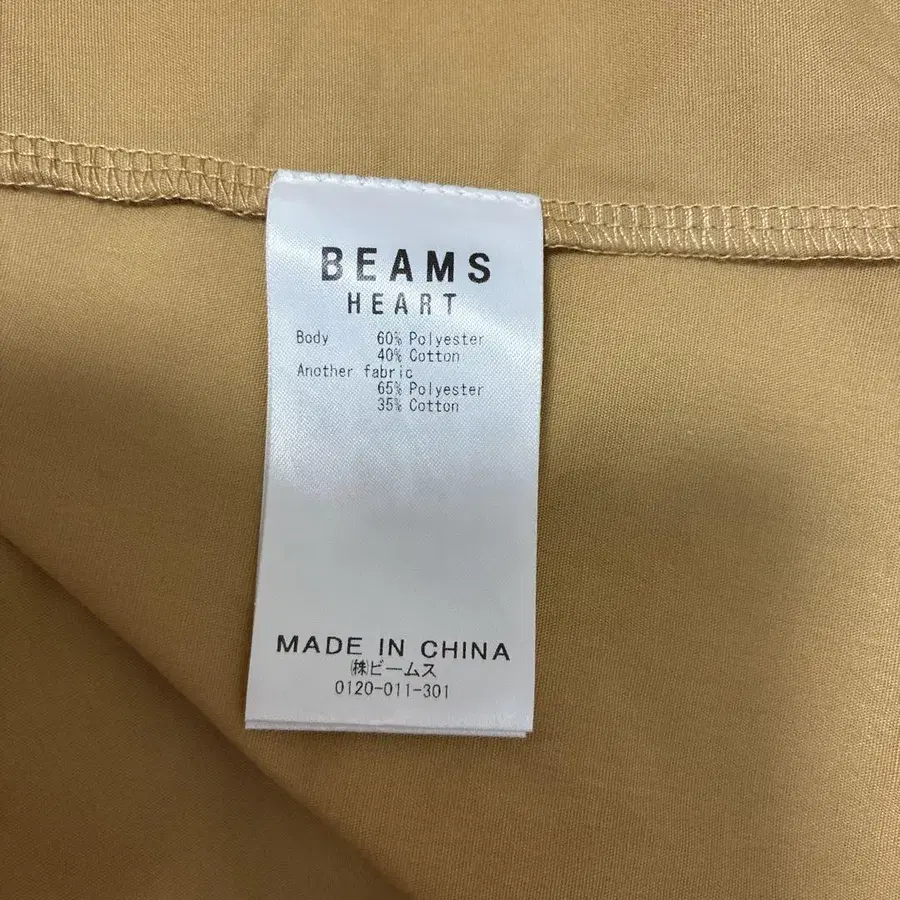 BEAMS
HEART
Body 60% Polyester
40% Cotton
Another fabric
65% Polyester
35% Cotton
MADE IN CHINA
㈱ビームス
0120-011-301